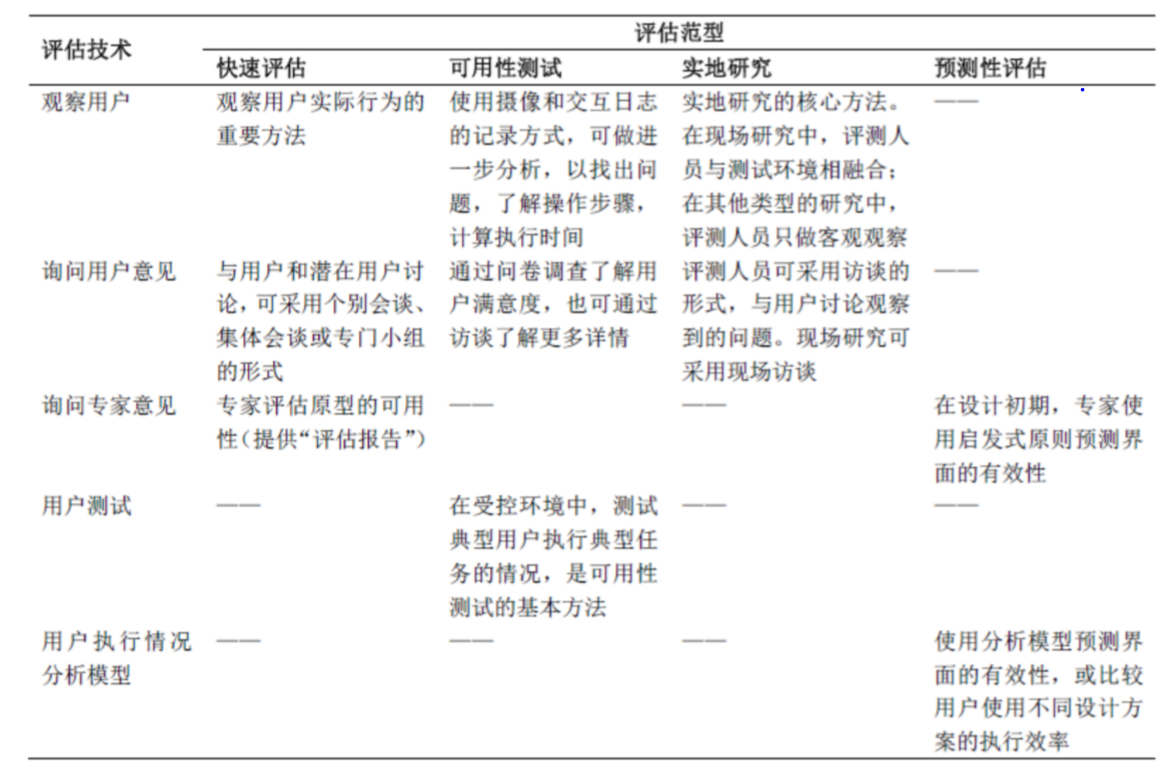 评估技术
评估范型
快速评估 可用性测试 实地研究 预测性评估
观察用户 观察用户实际行为的 使用摄像和交互日志 实地研究的核心方法。 ——
重要方法 的记录方式，可做进 在现场研究中，评测人
一步分析，以找出问 员与测试环境相融合；
题，了解操作步骤， 在其他类型的研究中，
计算执行时间 评测人员只做客观观察
询问用户意见 与用户和潜在用户讨 通过问卷调查了解用 评测人员可采用访谈的 ——
论，可采用个别会谈、 户满意度，也可通过 形式，与用户讨论观察
集体会谈或专门小组 访谈了解更多详情 到的问题。现场研究可
的形式 采用现场访谈
询问专家意见 专家评估原型的可用 —— —— 在设计初期，专家使
性（提供“评估报告”） 用启发式原则预测界
面的有效性
用户测试 —— 在受控环境中，测试 —— ——
典型用户执行典型任
务的情况，是可用性
测试的基本方法
用户执行情况 —— —— —— 使用分析模型预测界
分析模型 面的有效性，或比较
用户使用不同设计方
案的执行效率